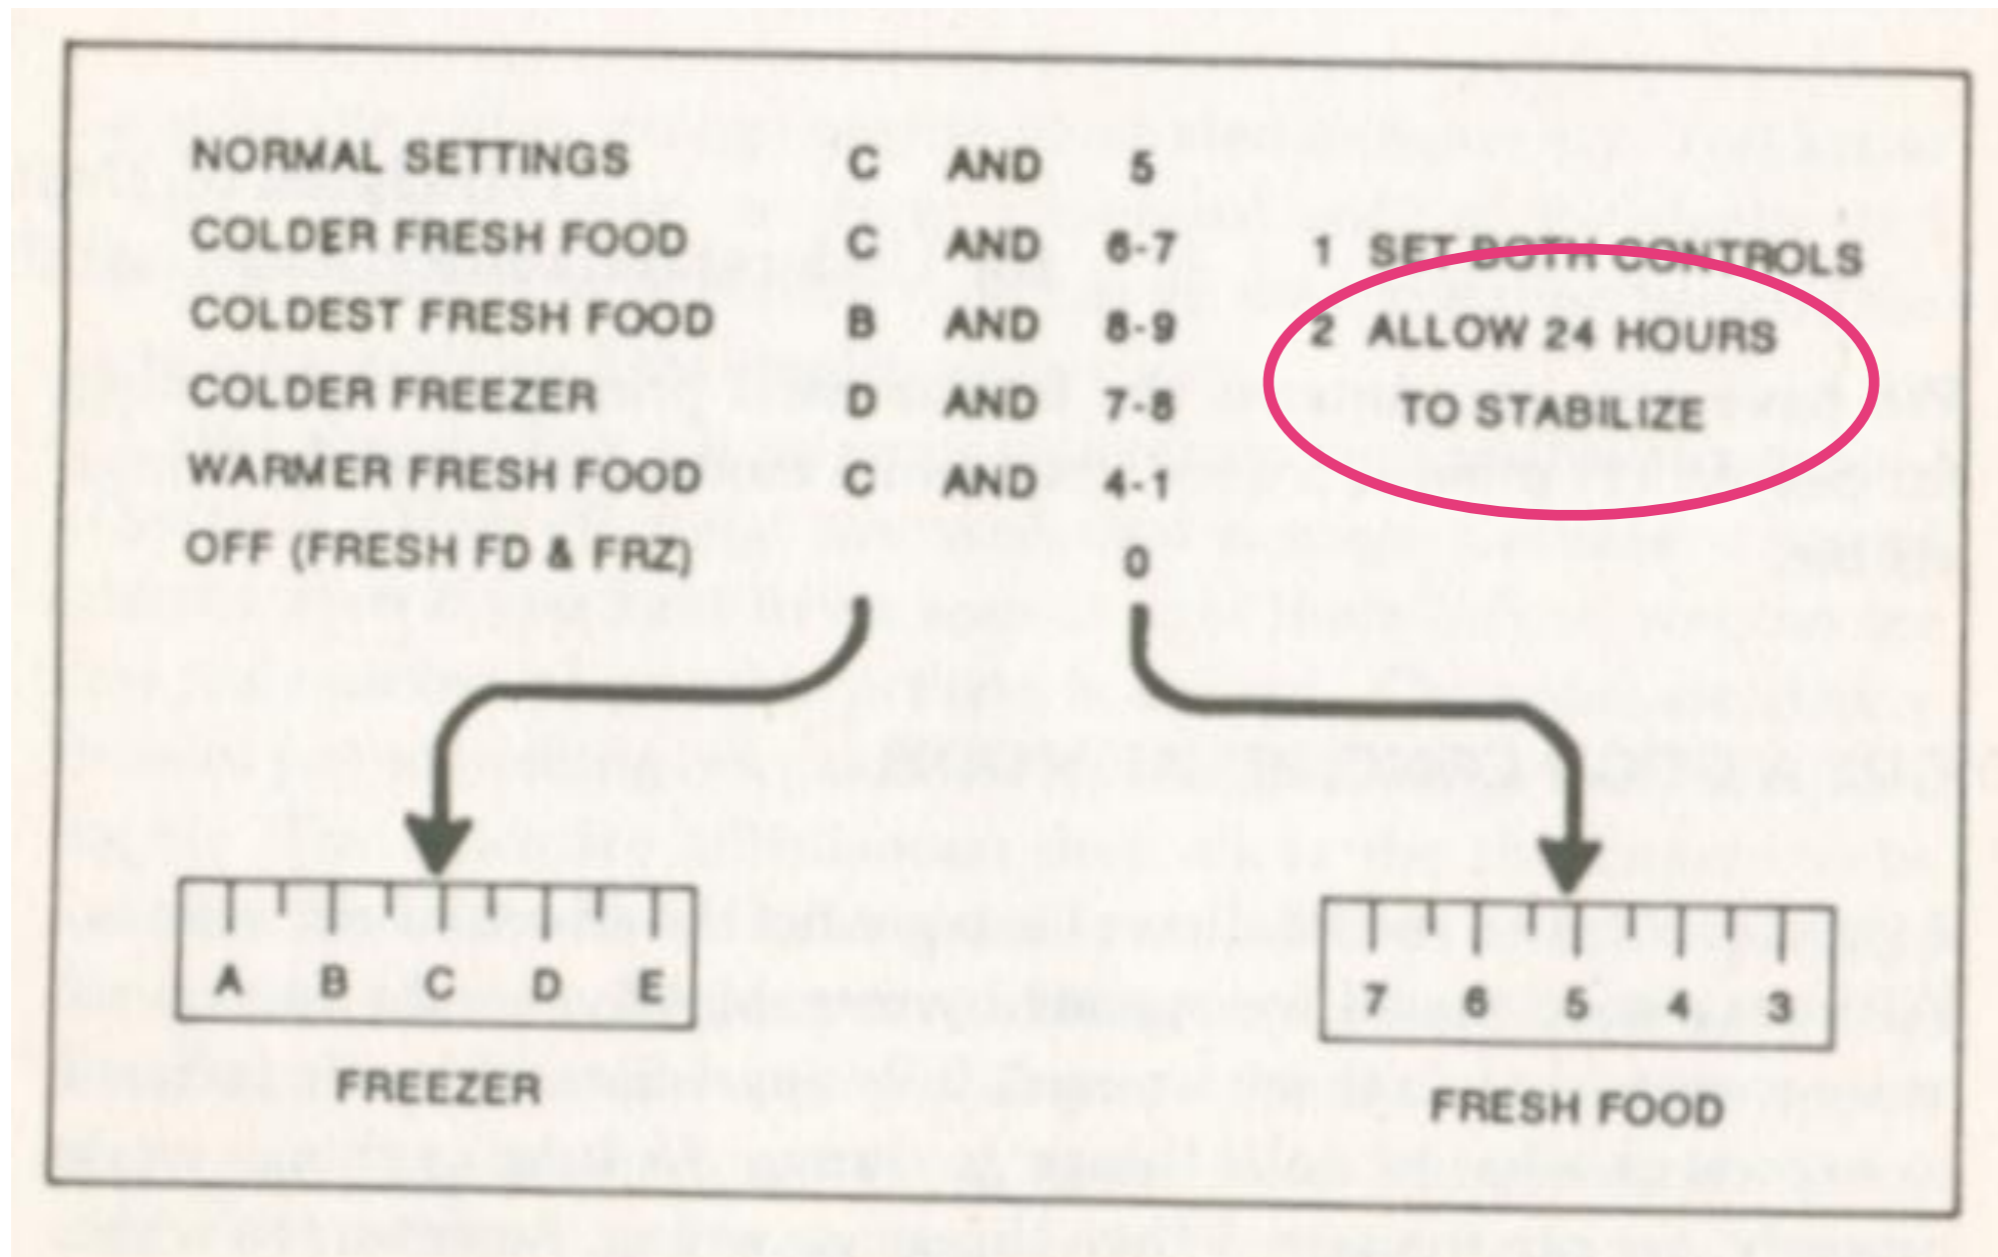 NORMAL SETTINGS C AND 5
COLDER FRESH FOOD C AND 6-7
COLDEST FRESH FOOD B AND 8-9
COLDER FREEZER D AND 7-8
WARMER FRESH FOOD C AND 4-1
OFF (FRESH FD & FRZ) 0
1 SET BOTH CONTROLS
2 ALLOW 24 HOURS
TO STABILIZE
A B C D E
FREEZER
7 6 5 4 3
FRESH FOOD